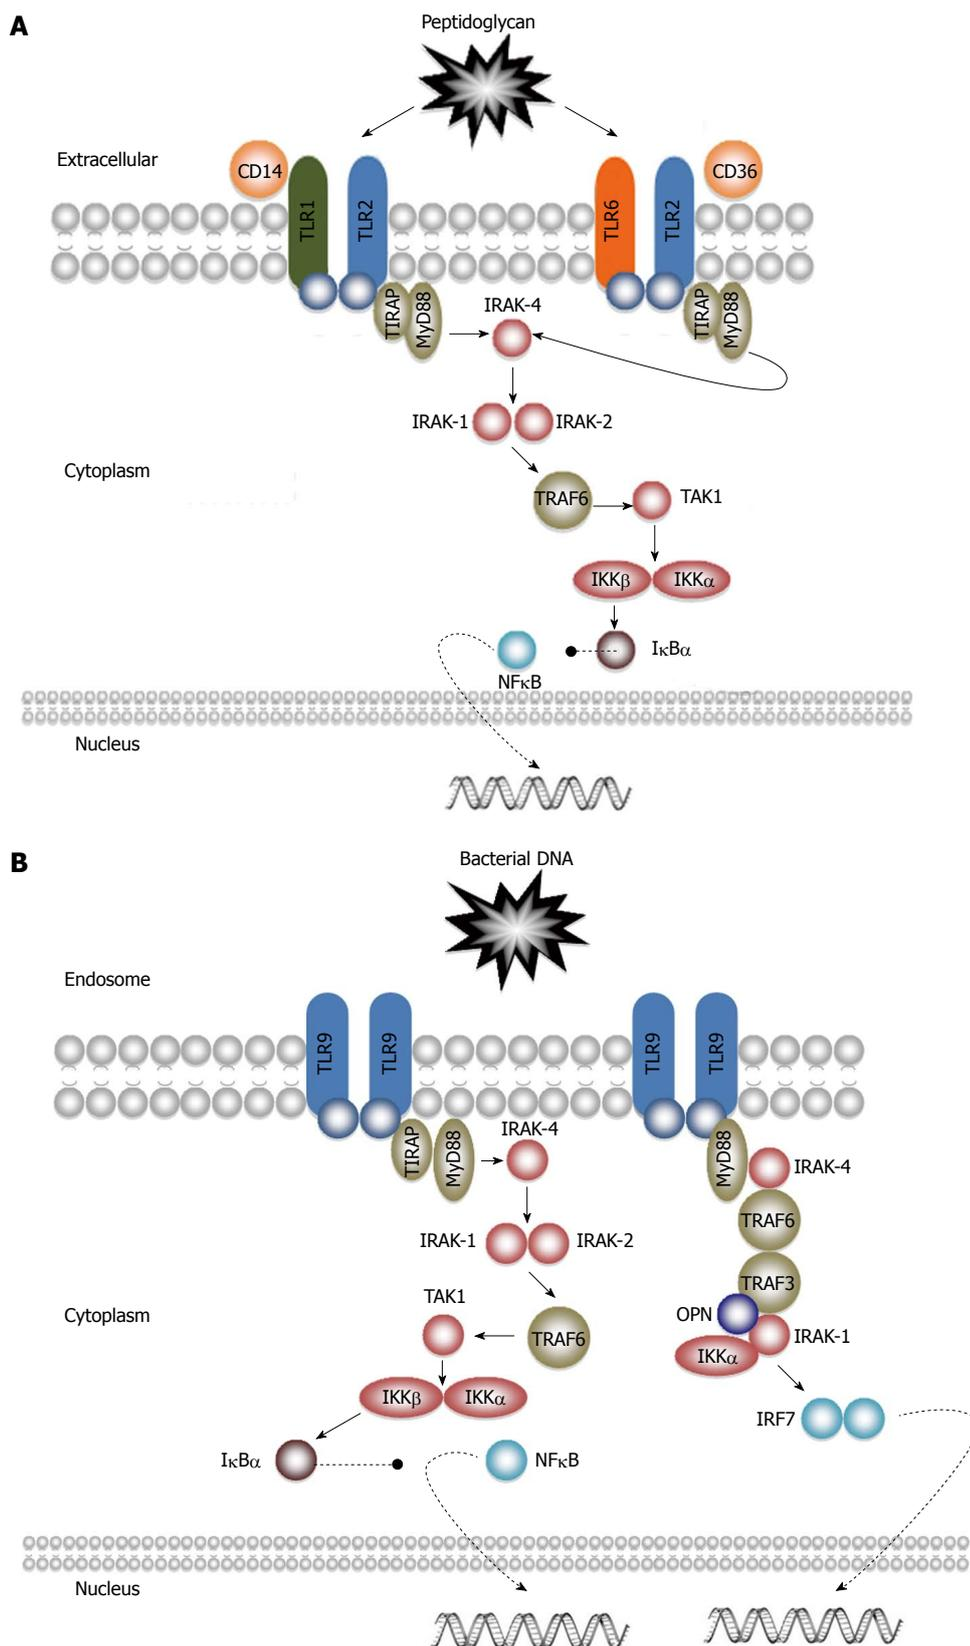 A
Peptidoglycan
Extracellular
CD14
TLR1
TLR2
TLR6
TLR2
CD36
TIRAP
MyD88
IRAK-4
TIRAP
MyD88
IRAK-1
IRAK-2
Cytoplasm
TRAF6
TAK1
IKKβ
IKKα
IκBα
NFκB
Nucleus
B
Bacterial DNA
Endosome
TLR9
TLR9
TLR9
TLR9
TIRAP
MyD88
IRAK-4
MyD88
IRAK-4
TRAF6
IRAK-1
IRAK-2
TRAF3
TAK1
Cytoplasm
OPN
TRAF6
IRAK-1
IKKα
IKKβ
IKKα
IRF7
IκBα
NFκB
Nucleus